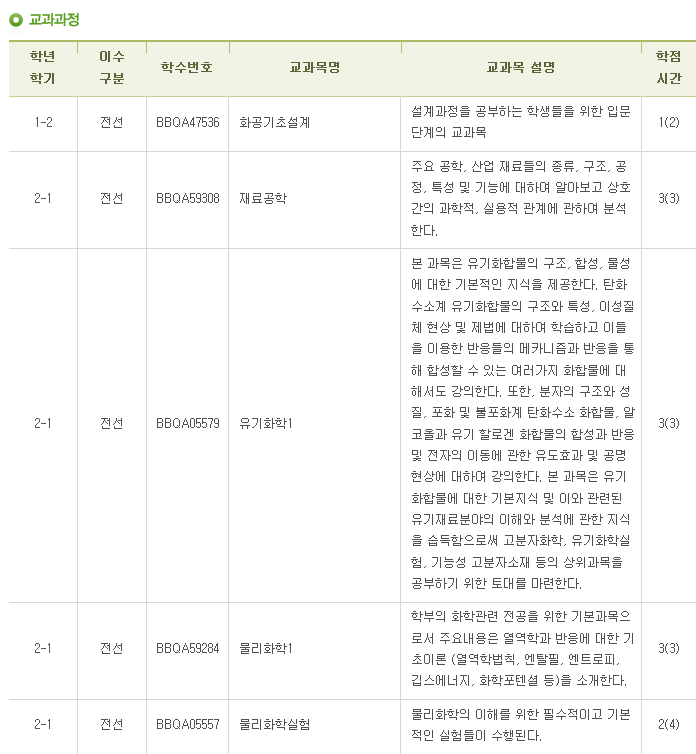 교과과정
학년 학기 이수 구분 학수번호 교과목명 교과목 설명 학점 시간
1-2 전선 BBQA47536 화공기초설계
설계과정을 공부하는 학생들을 위한 입문
단계의 교과목
1(2)
2-1 전선 BBQA59308 재료공학
주요 공학, 산업 재료들의 종류, 구조, 공
정, 특성 및 기능에 대하여 알아보고 상호
간의 과학적, 실용적 관계에 관하여 분석
한다.
3(3)
2-1 전선 BBQA05579 유기화학1
본 과목은 유기화합물의 구조, 합성, 물성
에 대한 기본적인 지식을 제공한다. 탄화
수소계 유기화합물의 구조와 특성, 이성질
체 현상 및 제법에 대하여 학습하고 이들
을 이용한 반응들의 메카니즘과 반응을 통
해 합성할 수 있는 여러가지 화합물에 대
해서도 강의한다. 또한, 분자의 구조와 성
질, 포화 및 불포화계 탄화수소 화합물, 알
코올과 유기 할로겐 화합물의 합성과 반응
및 전자의 이동에 관한 유도효과 및 공명
현상에 대하여 강의한다. 본 과목은 유기
화합물에 대한 기본지식 및 이와 관련된
유기재료분야의 이해와 분석에 관한 지식
을 습득함으로써 고분자화학, 유기화학실
험, 기능성 고분자소재 등의 상위과목을
공부하기 위한 토대를 마련한다.
3(3)
2-1 전선 BBQA59284 물리화학1
학부의 화학관련 전공을 위한 기본과목으
로서 주요내용은 열역학과 반응에 대한 기
초이론 (열역학법칙, 엔탈필, 엔트로피,
깁스에너지, 화학포텐셜 등)을 소개한다.
3(3)
2-1 전선 BBQA05557 물리화학실험
물리화학의 이해를 위한 필수적이고 기본
적인 실험들이 수행된다.
2(4)